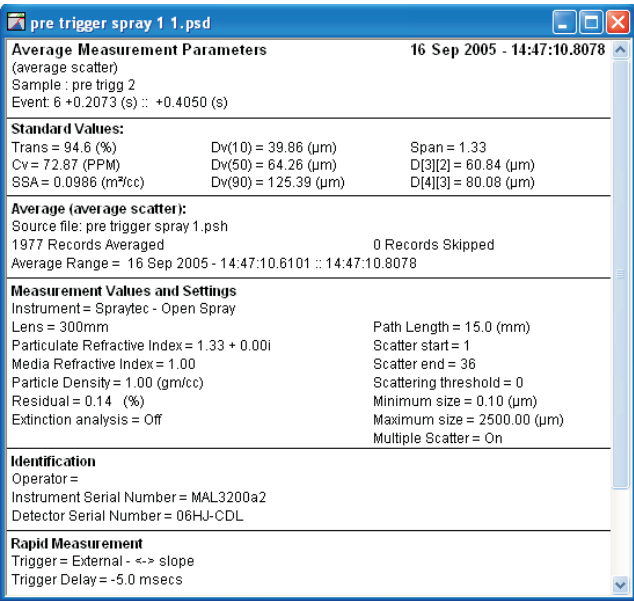 pre trigger spray 1 1.psd
Average Measurement Parameters 16 Sep 2005 - 14:47:10.8078
(average scatter)
Sample : pre trigg 2
Event: 6 +0.2073 (s) :: +0.4050 (s)
Standard Values:
Trans = 94.6 (%) Dv(10) = 39.86 (µm) Span = 1.33
Cv = 72.87 (PPM) Dv(50) = 64.26 (µm) D[3][2] = 60.84 (µm)
SSA = 0.0986 (m²/cc) Dv(90) = 125.39 (µm) D[4][3] = 80.08 (µm)
Average (average scatter):
Source file: pre trigger spray 1.psh
1977 Records Averaged 0 Records Skipped
Average Range = 16 Sep 2005 - 14:47:10.6101 :: 14:47:10.8078
Measurement Values and Settings
Instrument = Spraytec - Open Spray
Lens = 300mm Path Length = 15.0 (mm)
Particulate Refractive Index = 1.33 + 0.00i Scatter start = 1
Media Refractive Index = 1.00 Scatter end = 36
Particle Density = 1.00 (gm/cc) Scattering threshold = 0
Residual = 0.14 (%) Minimum size = 0.10 (µm)
Extinction analysis = Off Maximum size = 2500.00 (µm)
Multiple Scatter = On
Identification
Operator =
Instrument Serial Number = MAL3200a2
Detector Serial Number = 06HJ-CDL
Rapid Measurement
Trigger = External - <-> slope
Trigger Delay = -5.0 msecs